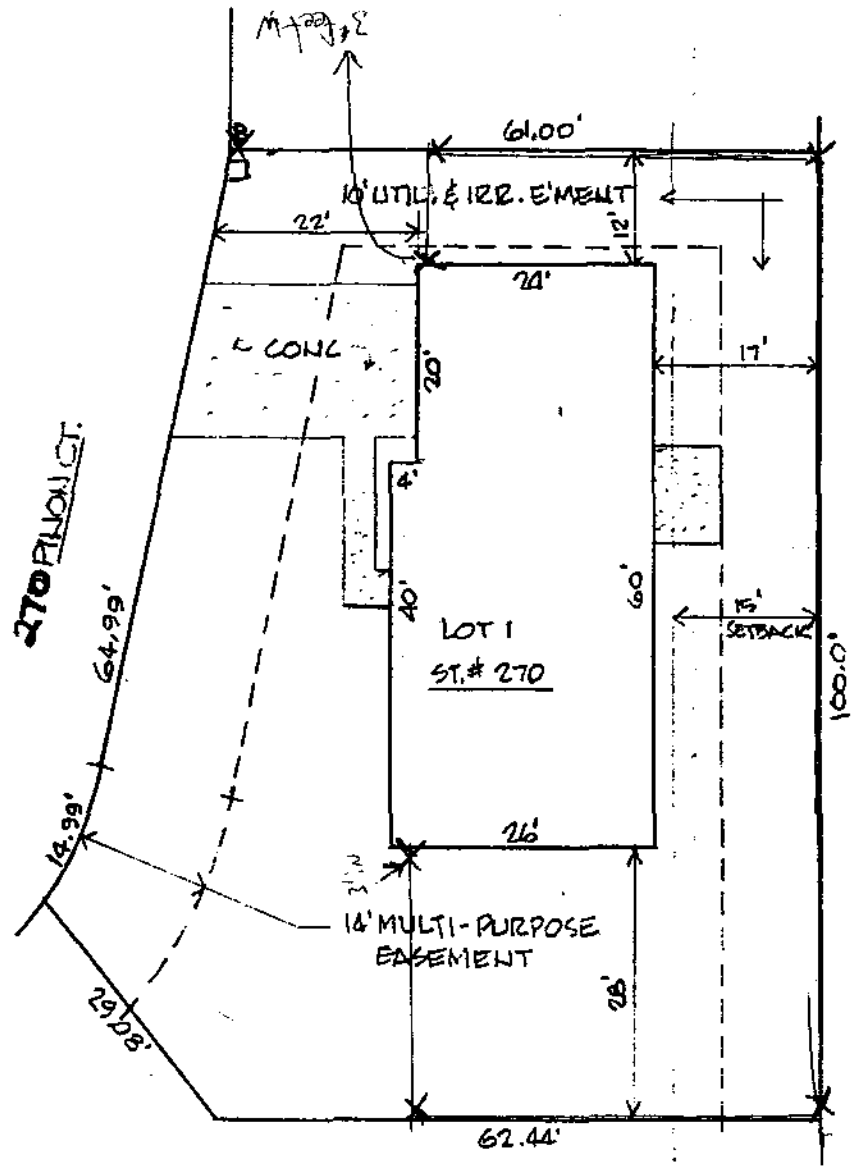 3' Feet W
61.00'
10' UTIL. & IRR. E'MENT
22'
12'
24'
CONC
20'
17'
270 PINON CT.
4'
64.99'
40'
60'
LOT 1
ST. # 270
15'
SETBACK
100.0'
14.99'
26'
14' MULTI-PURPOSE
EASEMENT
28'
29.08'
62.44'